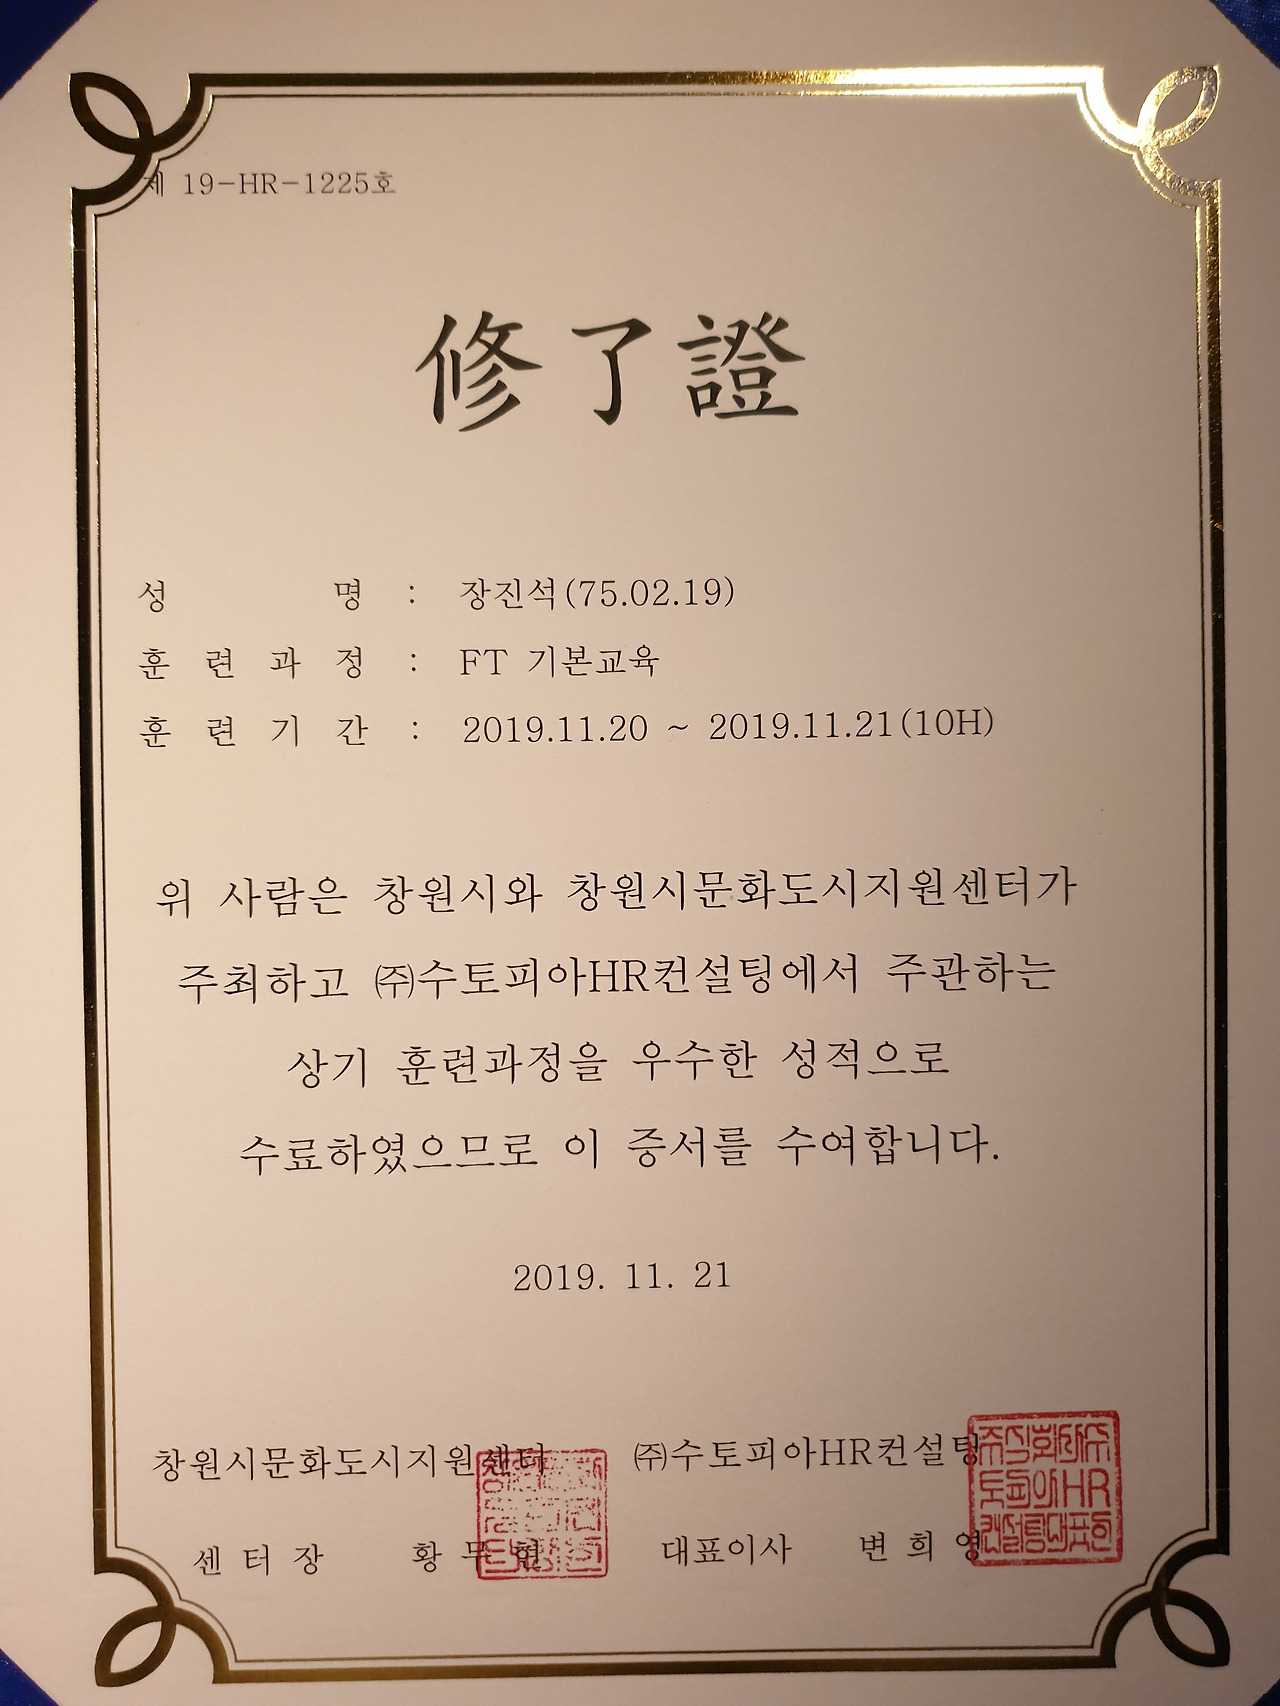 제 19-HR-1225호
修了證
성 명 : 장진석(75.02.19)
훈 련 과 정 : FT 기본교육
훈 련 기 간 : 2019.11.20 ~ 2019.11.21(10H)
위 사람은 창원시와 창원시문화도시지원센터가
주최하고 ㈜수토피아HR컨설팅에서 주관하는
상기 훈련과정을 우수한 성적으로
수료하였으므로 이 증서를 수여합니다.
2019. 11. 21
창원시문화도시지원센터 ㈜수토피아HR컨설팅
센 터 장 황 무 현 대표이사 변 희 영